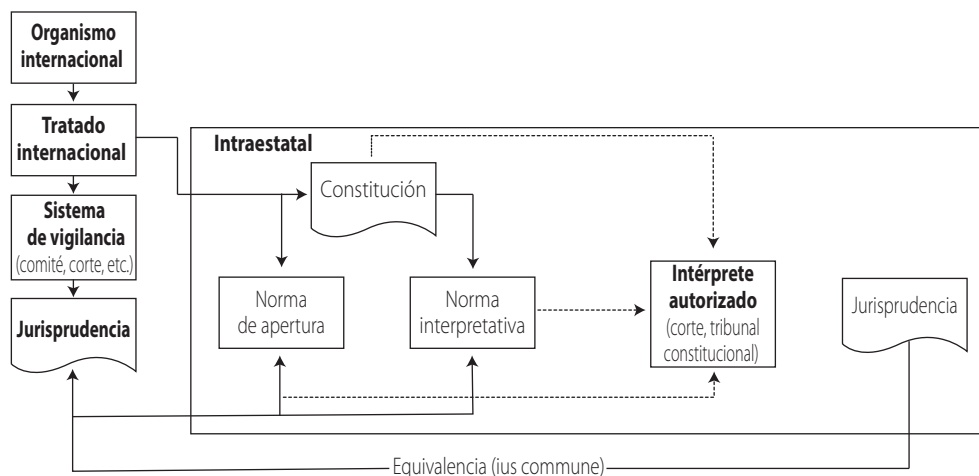 Organismo
internacional
Tratado
internacional
Sistema
de vigilancia
(comité, corte, etc.)
Jurisprudencia
Intraestatal
Constitución
Norma
de apertura
Norma
interpretativa
Intérprete
autorizado
(corte, tribunal
constitucional)
Jurisprudencia
Equivalencia (ius commune)